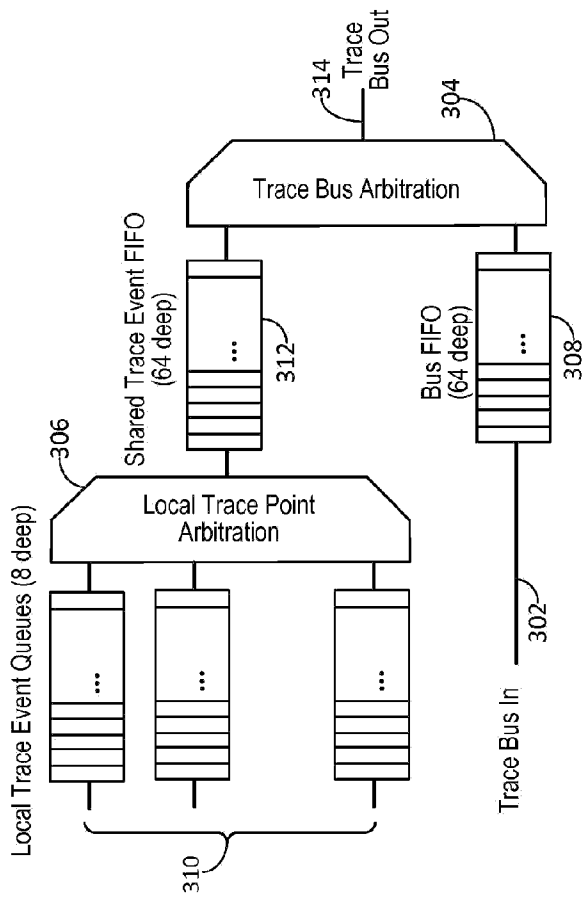 Local Trace Event Queues (8 deep)
306
Shared Trace Event FIFO
(64 deep)
314
Trace
Bus Out
...
...
...
Local Trace Point
Arbitration
...
312
Trace Bus Arbitration
304
310
Bus FIFO
(64 deep)
...
308
302
Trace Bus In